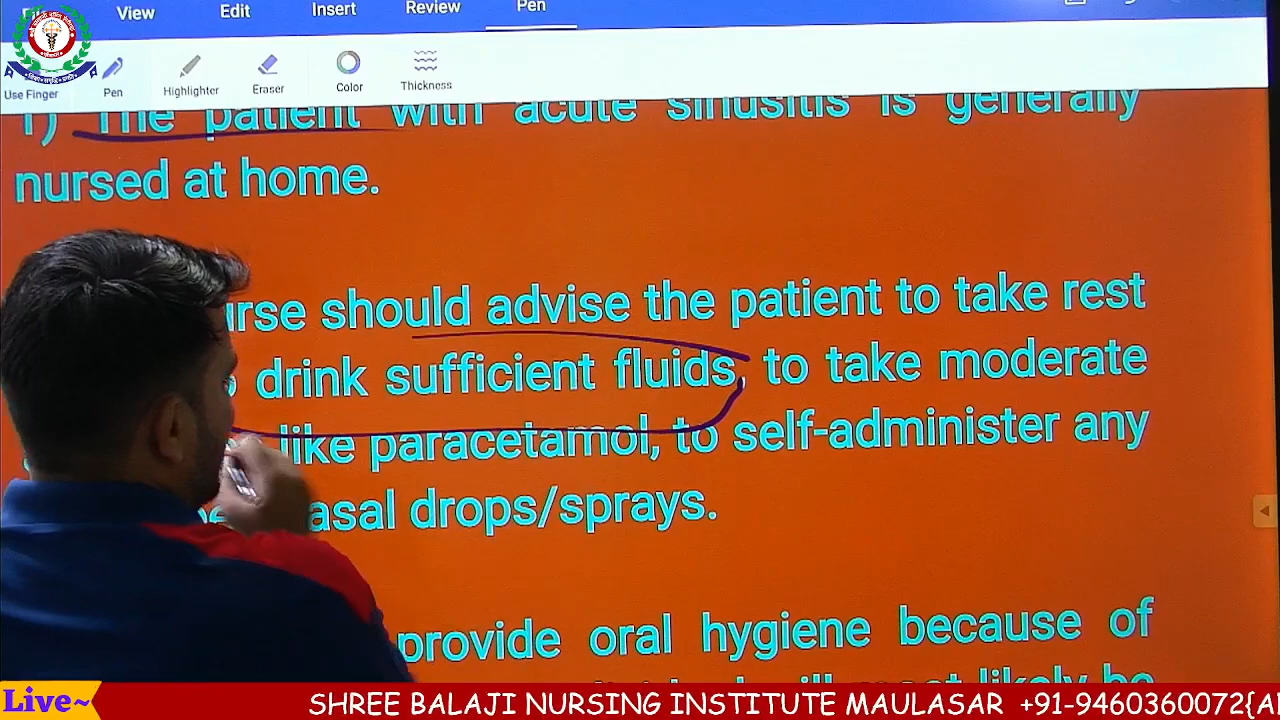 View Edit Insert Review Pen
Use Finger Pen Highlighter Eraser Color Thickness
1) The patient with acute sinusitis is generally
nursed at home.
should advise the patient to take rest
drink sufficient fluids, to take moderate
like paracetamol, to self-administer any
drops/sprays.
provide oral hygiene because of
Live~ SHREE BALAJI NURSING INSTITUTE MAULASAR +91-9460360072{A